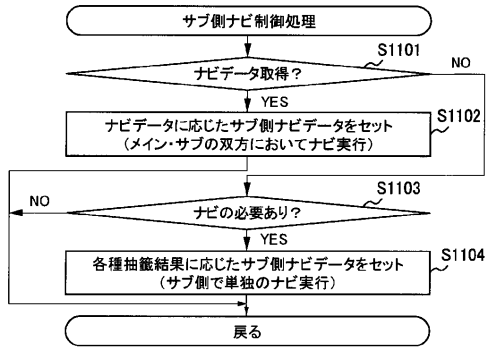 サブ側ナビ制御処理
S1101
NO
ナビデータ取得?
YES
S1102
ナビデータに応じたサブ側ナビデータをセット
(メイン・サブの双方においてナビ実行)
S1103
NO
ナビの必要あり?
YES
S1104
各種抽籤結果に応じたサブ側ナビデータをセット
(サブ側で単独のナビ実行)
戻る